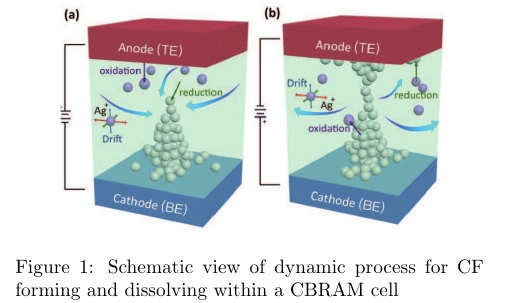 (a)
Anode (TE)
oxidation
reduction
Ag+
Drift
Cathode (BE)
+
(b)
Anode (TE)
reduction
Drift
Ag+
oxidation
Cathode (BE)
Figure 1: Schematic view of dynamic process for CF
forming and dissolving within a CBRAM cell